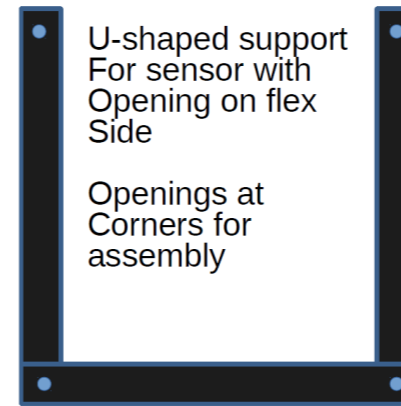 U-shaped support
For sensor with
Opening on flex
Side
Openings at
Corners for
assembly